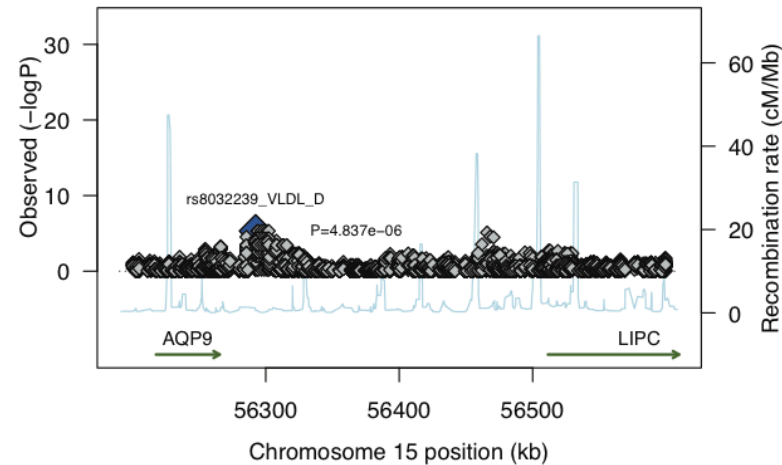 Observed (−logP)
30
20
10
0
rs8032239_VLDL_D
P=4.837e−06
60
40
20
0
Recombination rate (cM/Mb)
AQP9
LIPC
56300
56400
56500
Chromosome 15 position (kb)